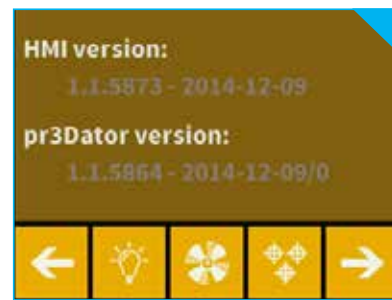 HMI version:
1.1.5873 - 2014-12-09
pr3Dator version:
1.1.5864 - 2014-12-09/0